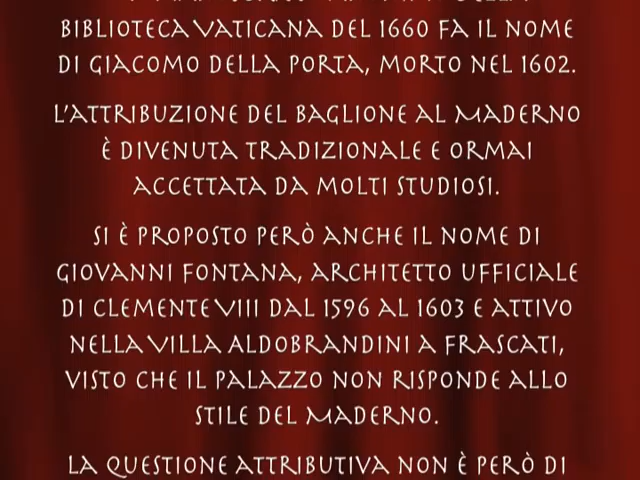 BIBLIOTECA VATICANA DEL 1660 FA IL NOME
DI GIACOMO DELLA PORTA, MORTO NEL 1602.
L'ATTRIBUZIONE DEL BAGLIONE AL MADERNO
È DIVENUTA TRADIZIONALE E ORMAI
ACCETTATA DA MOLTI STUDIOSI.
SI È PROPOSTO PERÒ ANCHE IL NOME DI
GIOVANNI FONTANA, ARCHITETTO UFFICIALE
DI CLEMENTE VIII DAL 1596 AL 1603 E ATTIVO
NELLA VILLA ALDOBRANDINI A FRASCATI,
VISTO CHE IL PALAZZO NON RISPONDE ALLO
STILE DEL MADERNO.
LA QUESTIONE ATTRIBUTIVA NON È PERÒ DI